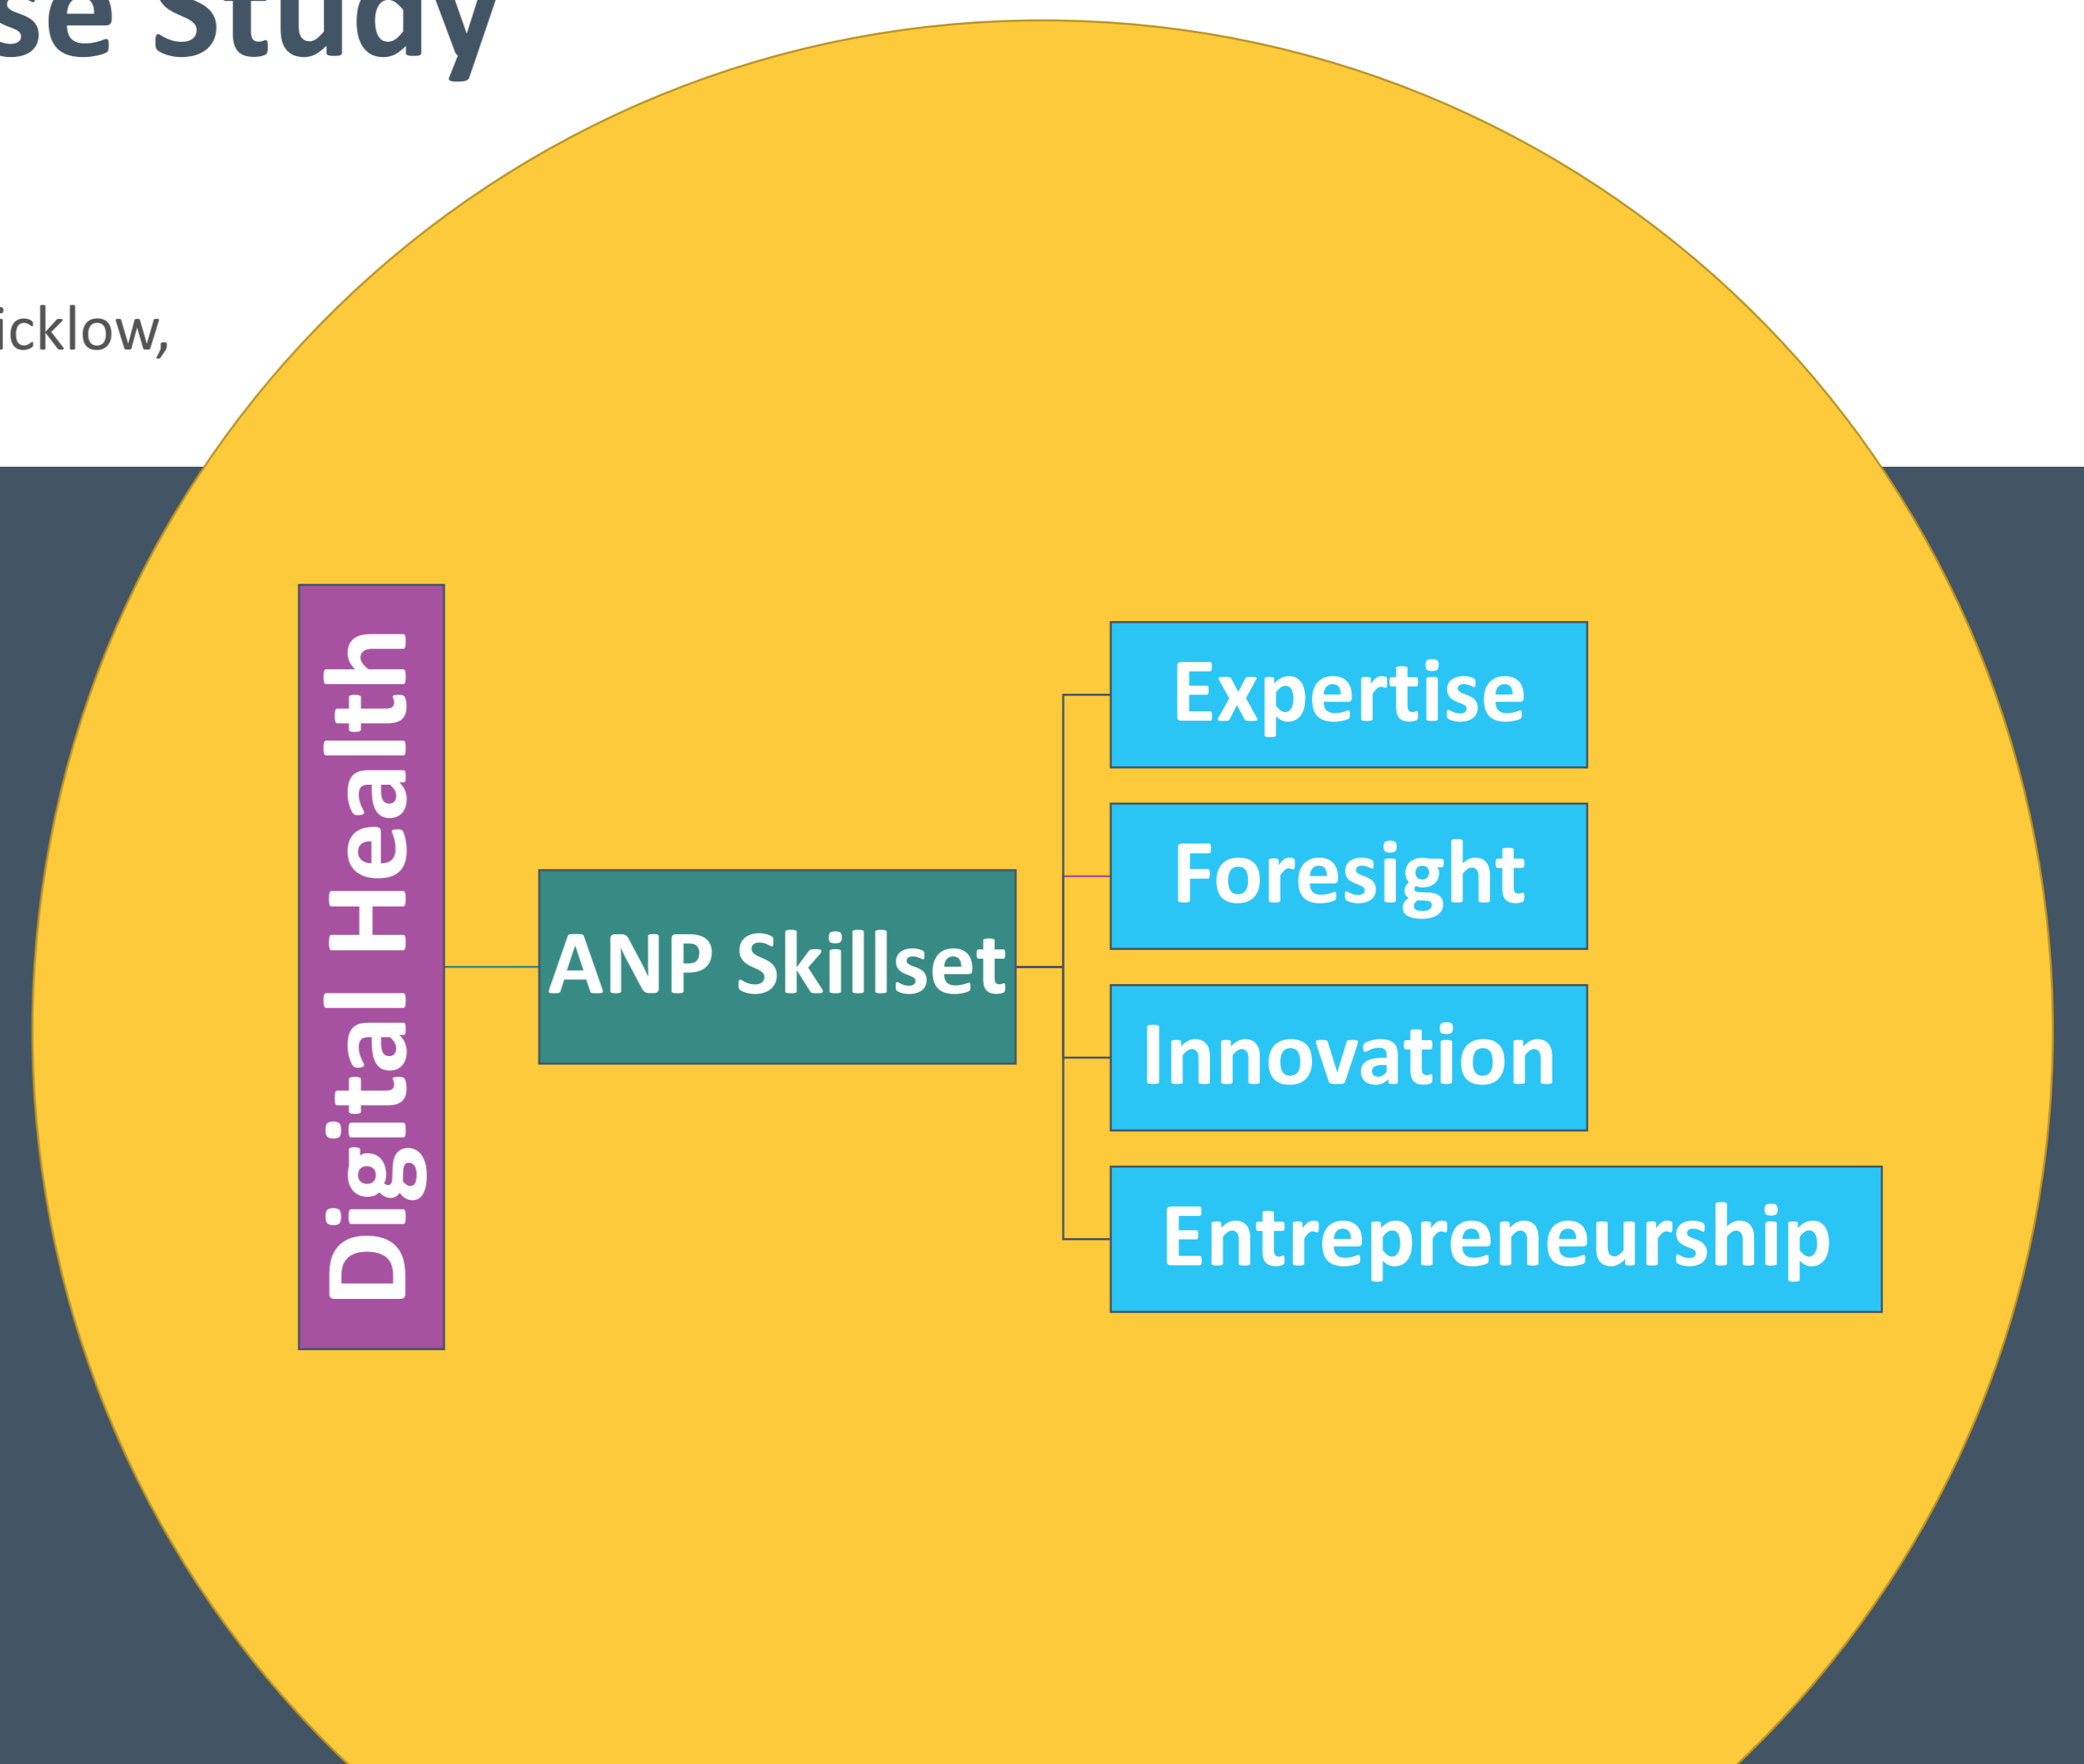 se Study
icklow,
Digital Health
ANP Skillset
Expertise
Foresight
Innovation
Entrepreneurship